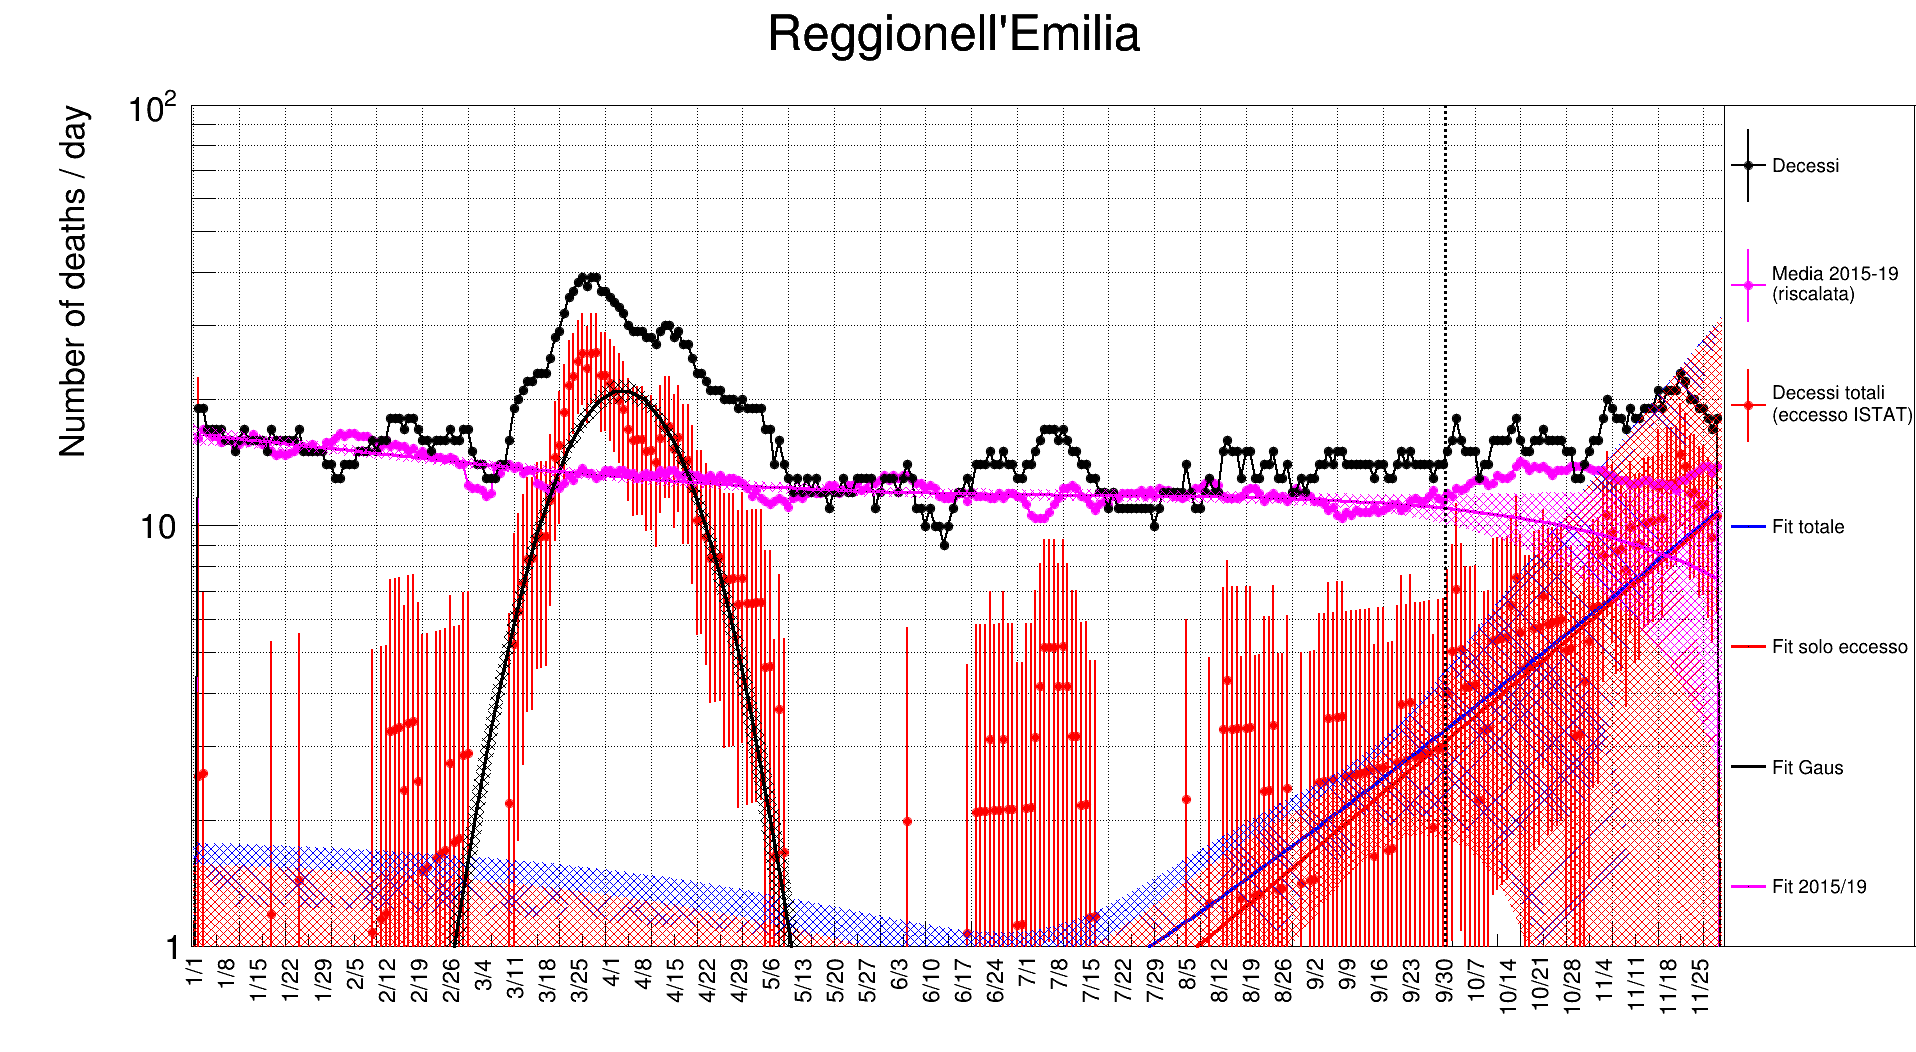 Reggionell'Emilia
Number of deaths / day
10²
10
1
1/1 1/8 1/15 1/22 1/29 2/5 2/12 2/19 2/26 3/4 3/11 3/18 3/25 4/1 4/8 4/15 4/22 4/29 5/6 5/13 5/20 5/27 6/3 6/10 6/17 6/24 7/1 7/8 7/15 7/22 7/29 8/5 8/12 8/19 8/26 9/2 9/9 9/16 9/23 9/30 10/7 10/14 10/21 10/28 11/4 11/11 11/18 11/25
Decessi
Media 2015-19
(riscalata)
Decessi totali
(eccesso ISTAT)
Fit totale
Fit solo eccesso
Fit Gaus
Fit 2015/19